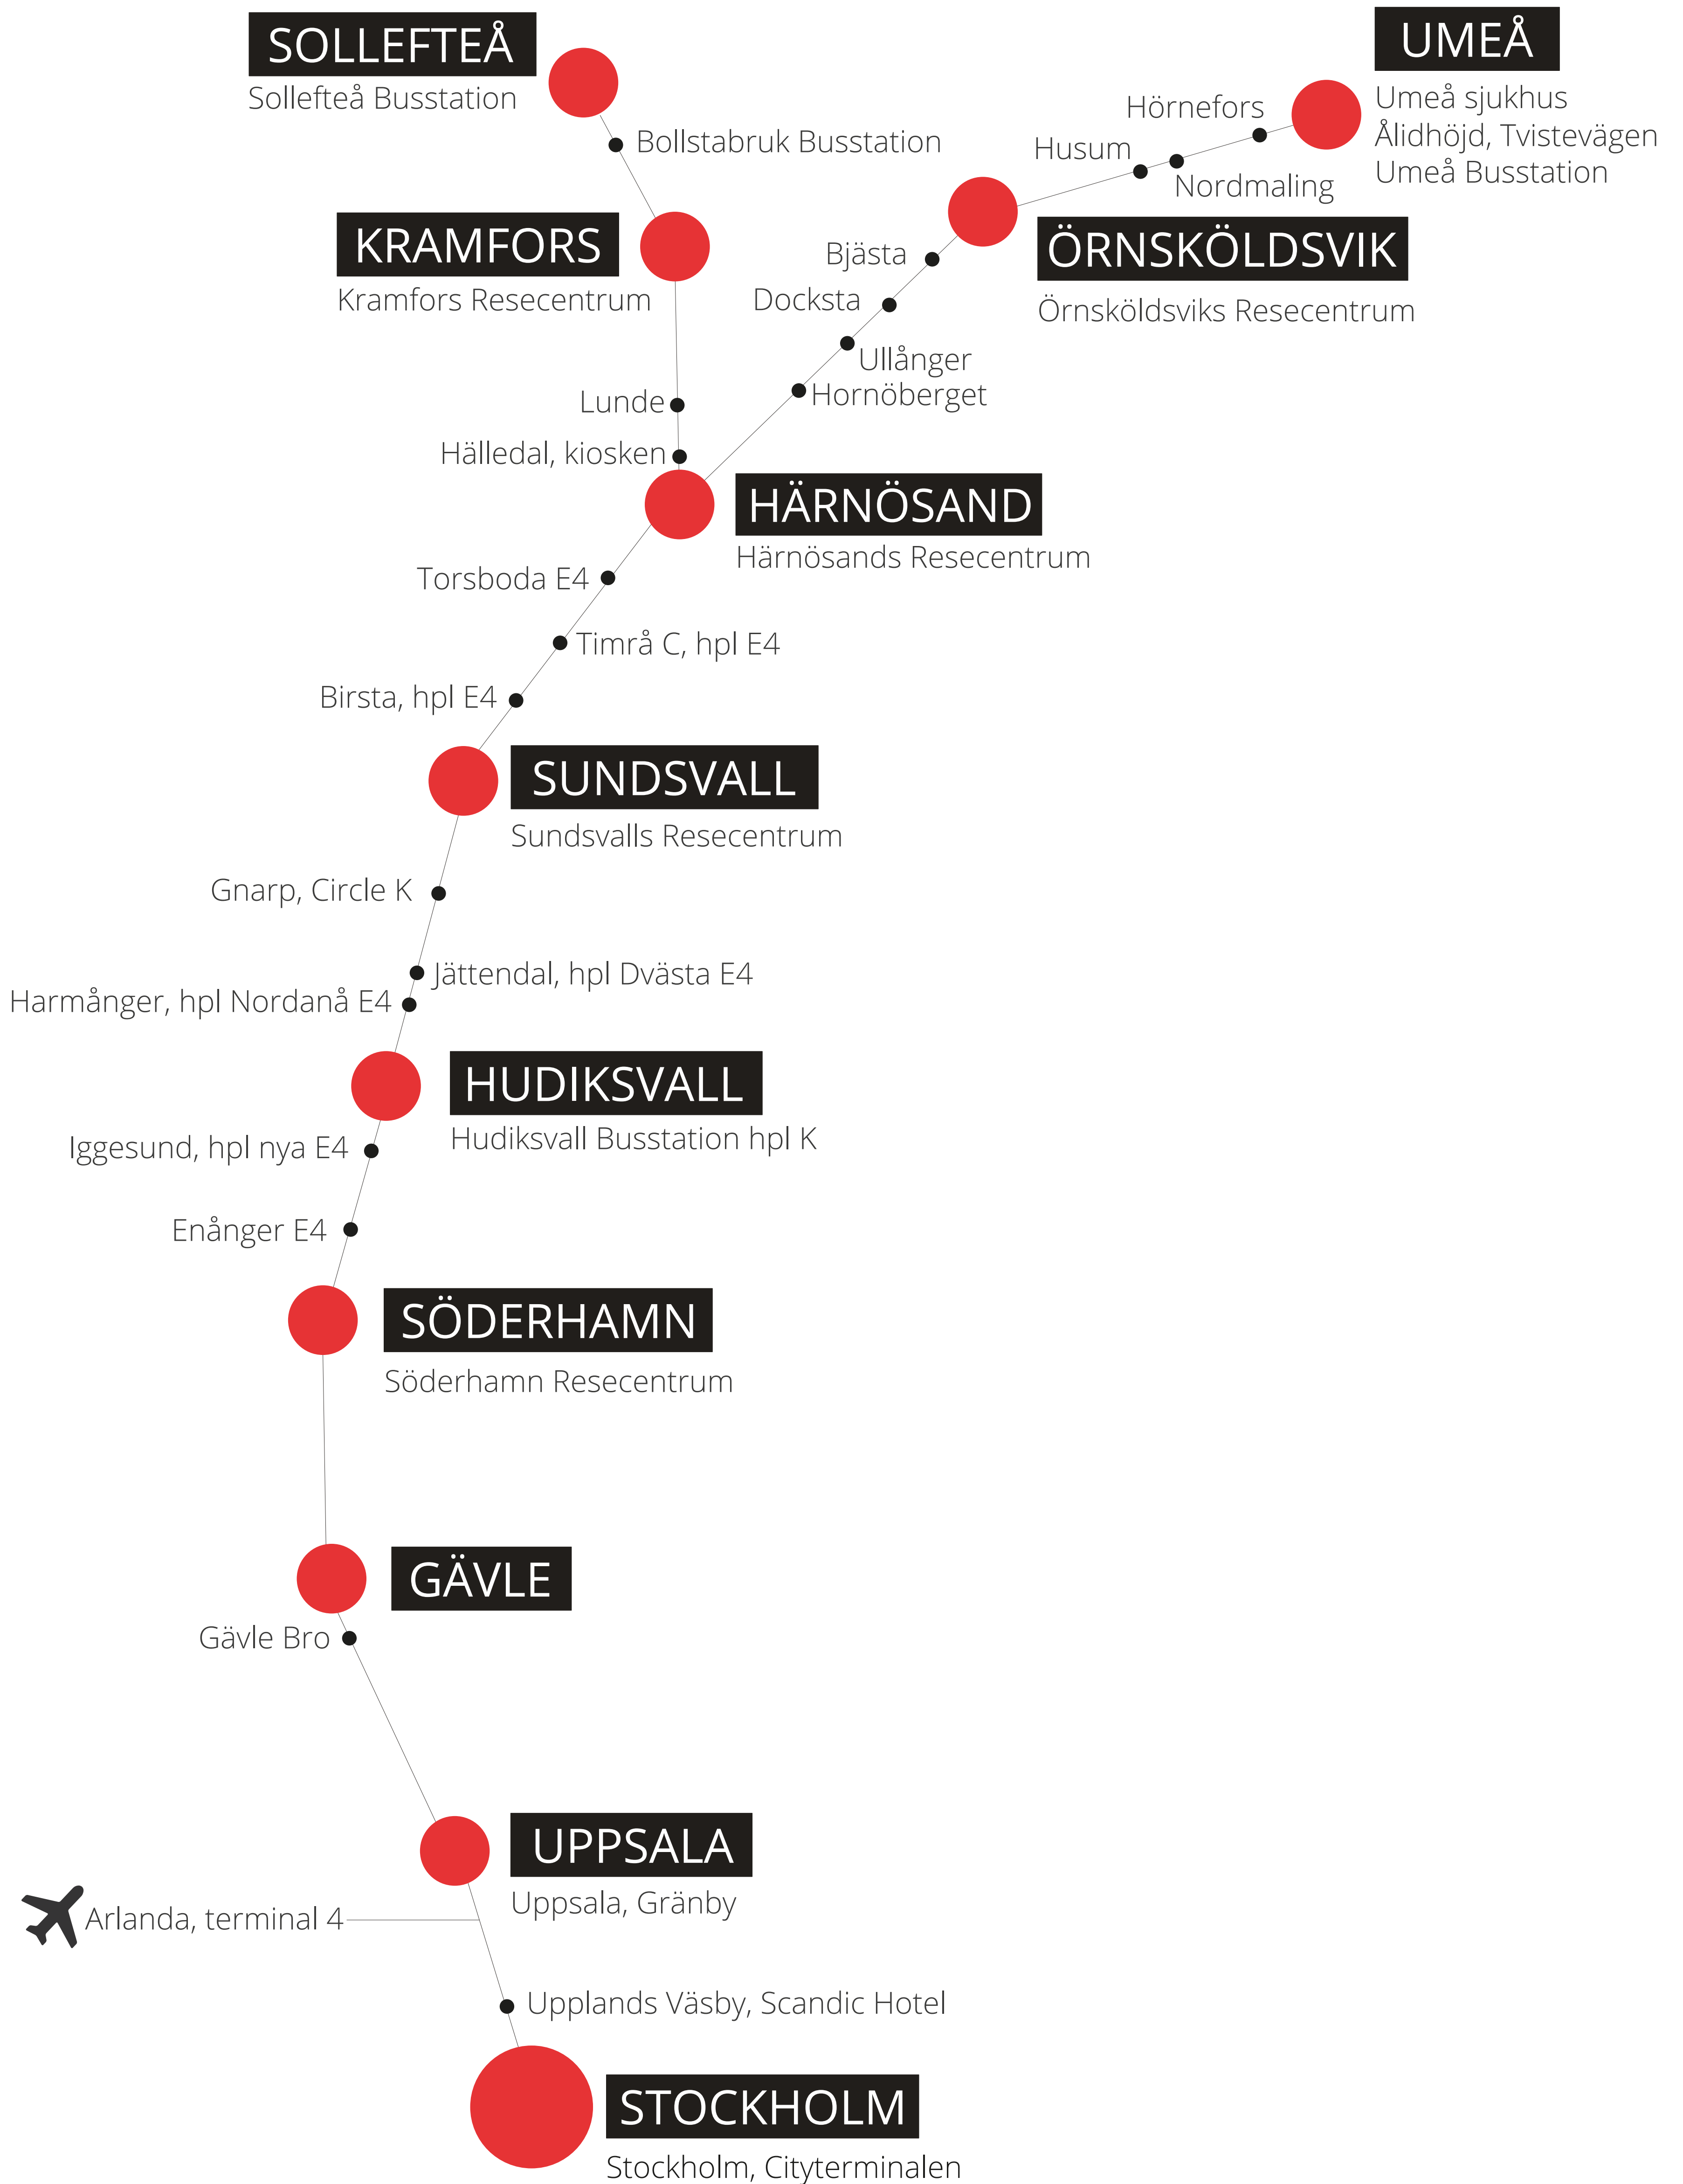 SOLLEFTEÅ
Sollefteå Busstation
UMEÅ
Umeå sjukhus
Ålidhöjd, Tvistevägen
Umeå Busstation
Hörnefors
Bollstabruk Busstation
Husum
Nordmaling
KRAMFORS
Kramfors Resecentrum
ÖRNSKÖLDSVIK
Örnsköldsviks Resecentrum
Bjästa
Docksta
Ullånger
Hornöberget
Lunde
Hälledal, kiosken
HÄRNÖSAND
Härnösands Resecentrum
Torsboda E4
Timrå C, hpl E4
Birsta, hpl E4
SUNDSVALL
Sundsvalls Resecentrum
Gnarp, Circle K
Jättendal, hpl Dvästa E4
Harmånger, hpl Nordanå E4
HUDIKSVALL
Hudiksvall Busstation hpl K
Iggesund, hpl nya E4
Enånger E4
SÖDERHAMN
Söderhamn Resecentrum
GÄVLE
Gävle Bro
UPPSALA
Uppsala, Gränby
Arlanda, terminal 4
Upplands Väsby, Scandic Hotel
STOCKHOLM
Stockholm, Cityterminalen